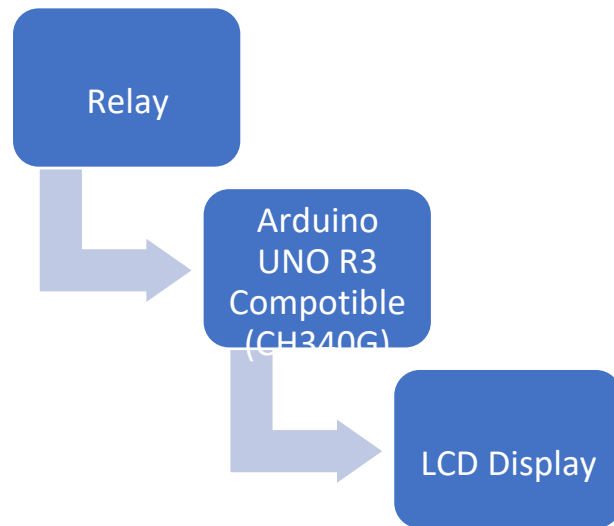 Relay
Arduino
UNO R3
Compotible
(CH340G)
LCD Display